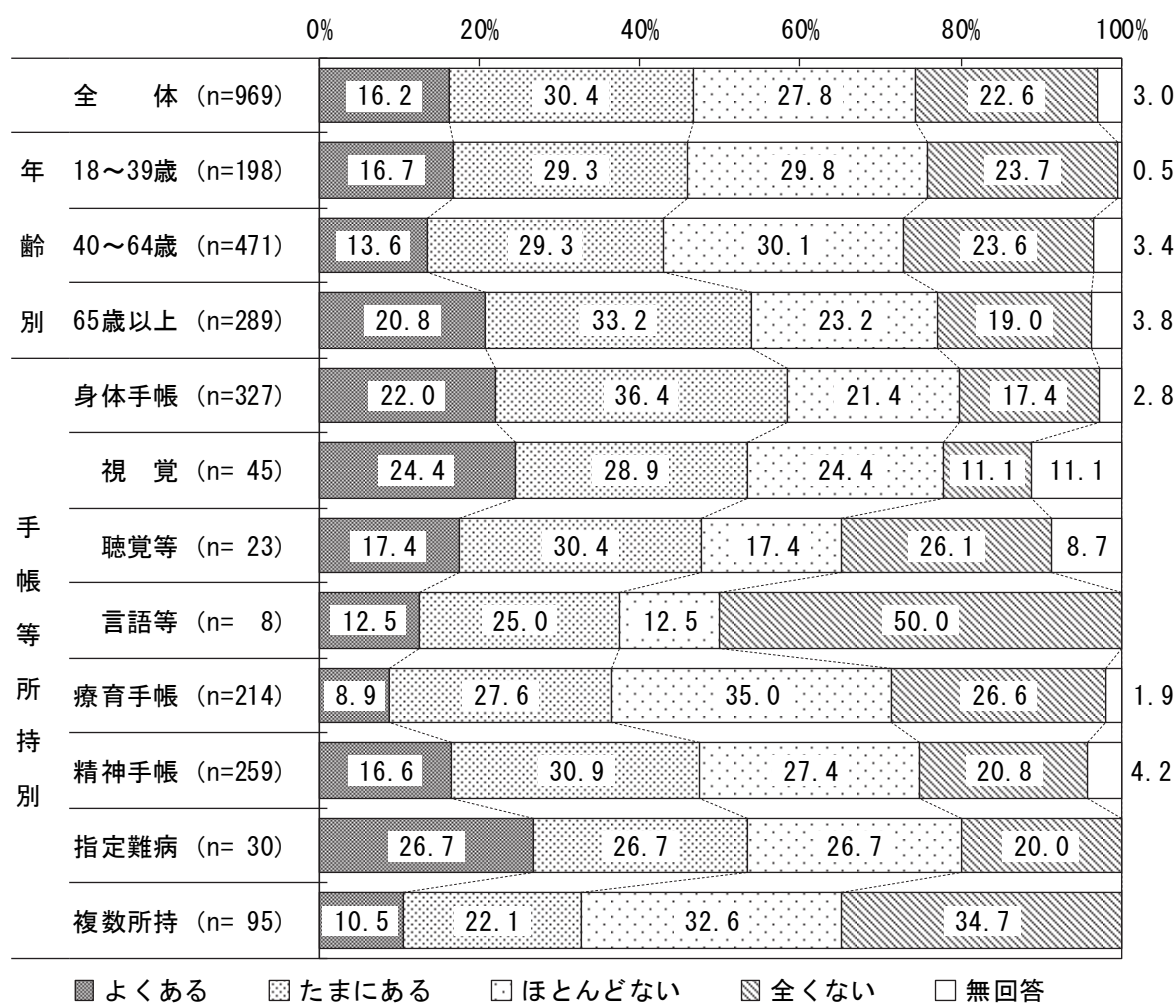 0% 20% 40% 60% 80% 100%
全　体 (n=969) 16.2 30.4 27.8 22.6 3.0
年齢別
18～39歳 (n=198) 16.7 29.3 29.8 23.7 0.5
40～64歳 (n=471) 13.6 29.3 30.1 23.6 3.4
65歳以上 (n=289) 20.8 33.2 23.2 19.0 3.8
手帳等所持別
身体手帳 (n=327) 22.0 36.4 21.4 17.4 2.8
視　覚 (n= 45) 24.4 28.9 24.4 11.1 11.1
聴覚等 (n= 23) 17.4 30.4 17.4 26.1 8.7
言語等 (n=  8) 12.5 25.0 12.5 50.0
療育手帳 (n=214) 8.9 27.6 35.0 26.6 1.9
精神手帳 (n=259) 16.6 30.9 27.4 20.8 4.2
指定難病 (n= 30) 26.7 26.7 26.7 20.0
複数所持 (n= 95) 10.5 22.1 32.6 34.7
よくある たまにある ほとんどない 全くない 無回答